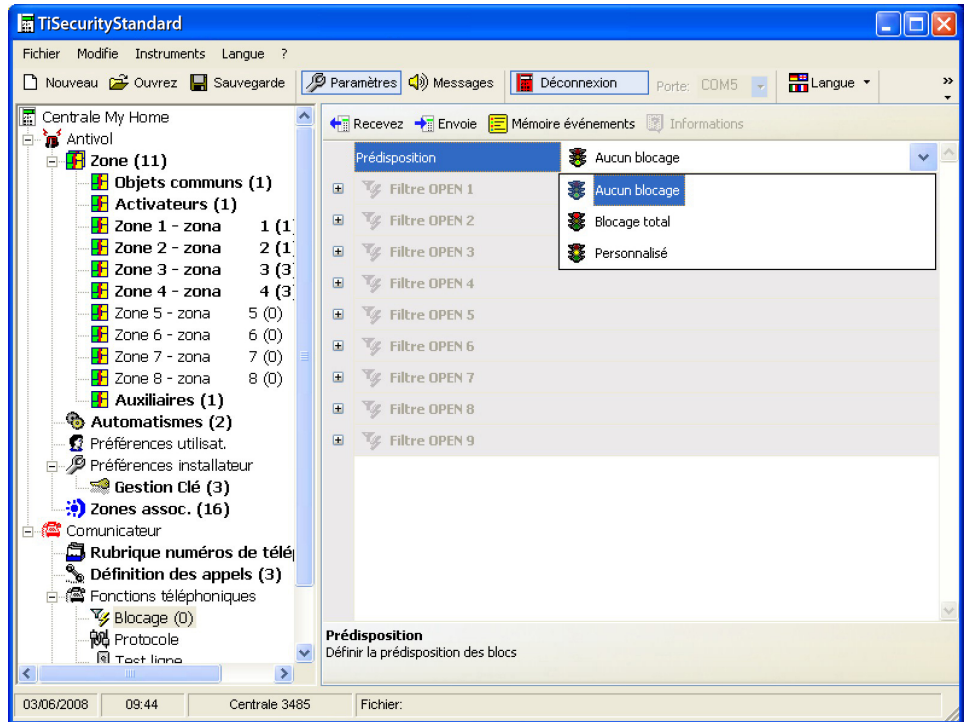 TiSecurityStandard
Fichier Modifie Instruments Langue ?
Nouveau Ouvrez Sauvegarde Paramètres Messages Déconnexion Porte: COM5 Langue
Centrale My Home
Antivol
Zone (11)
Objets communs (1)
Activateurs (1)
Zone 1 - zona 1 (1)
Zone 2 - zona 2 (1
Zone 3 - zona 3 (3)
Zone 4 - zona 4 (3
Zone 5 - zona 5 (0)
Zone 6 - zona 6 (0)
Zone 7 - zona 7 (0)
Zone 8 - zona 8 (0)
Auxiliaires (1)
Automatismes (2)
Préférences utilisat.
Préférences installateur
Gestion Clé (3)
Zones assoc. (16)
Comunicateur
Rubrique numéros de télé
Définition des appels (3)
Fonctions téléphoniques
Blocage (0)
Protocole
Test ligne
Recevez Envoie Mémoire événements Informations
Prédisposition Aucun blocage
Aucun blocage
Blocage total
Personnalisé
Filtre OPEN 1
Filtre OPEN 2
Filtre OPEN 3
Filtre OPEN 4
Filtre OPEN 5
Filtre OPEN 6
Filtre OPEN 7
Filtre OPEN 8
Filtre OPEN 9
Prédisposition
Définir la prédisposition des blocs
03/06/2008 09:44 Centrale 3485 Fichier: